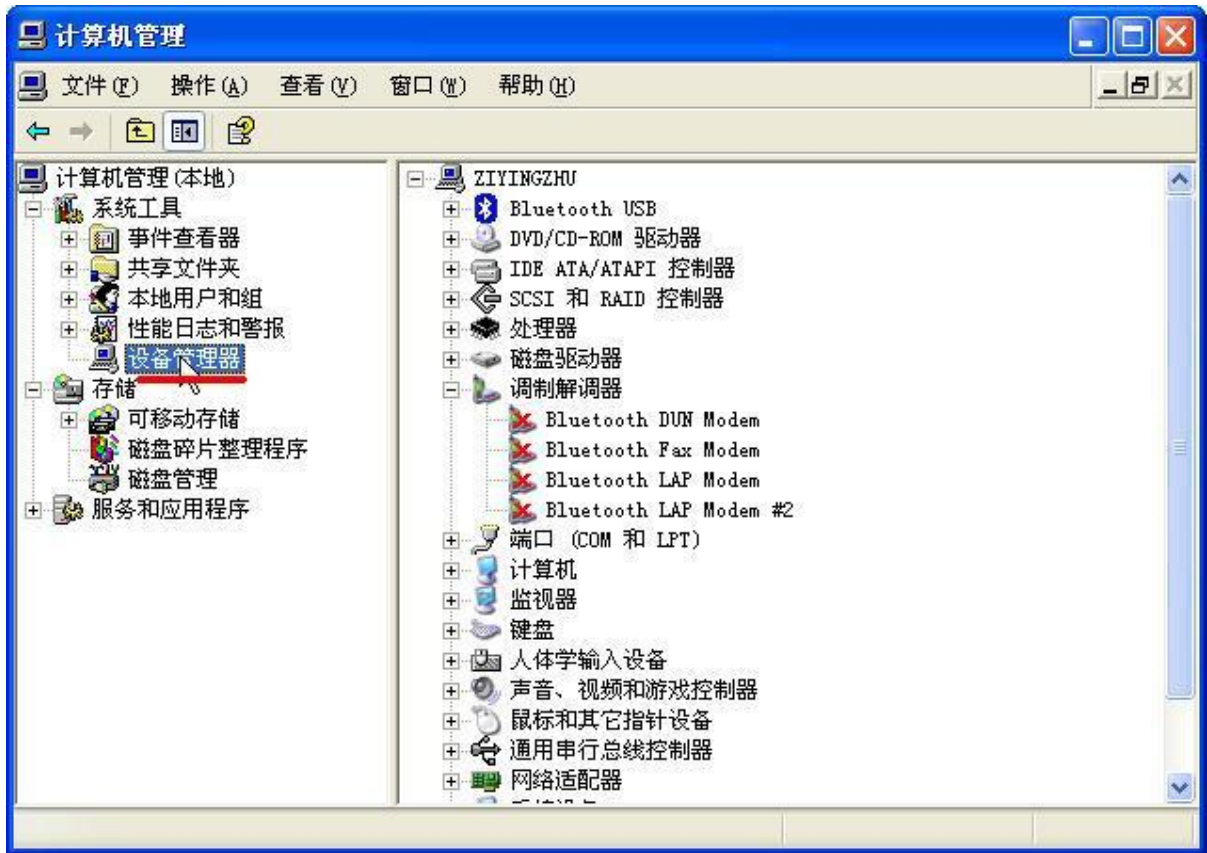 计算机管理
文件(F) 操作(A) 查看(V) 窗口(W) 帮助(H)
计算机管理(本地)
系统工具
事件查看器
共享文件夹
本地用户和组
性能日志和警报
设备管理器
存储
可移动存储
磁盘碎片整理程序
磁盘管理
服务和应用程序
ZIYINGZHU
Bluetooth USB
DVD/CD-ROM 驱动器
IDE ATA/ATAPI 控制器
SCSI 和 RAID 控制器
处理器
磁盘驱动器
调制解调器
Bluetooth DUN Modem
Bluetooth Fax Modem
Bluetooth LAP Modem
Bluetooth LAP Modem #2
端口 (COM 和 LPT)
计算机
监视器
键盘
人体学输入设备
声音、视频和游戏控制器
鼠标和其它指针设备
通用串行总线控制器
网络适配器